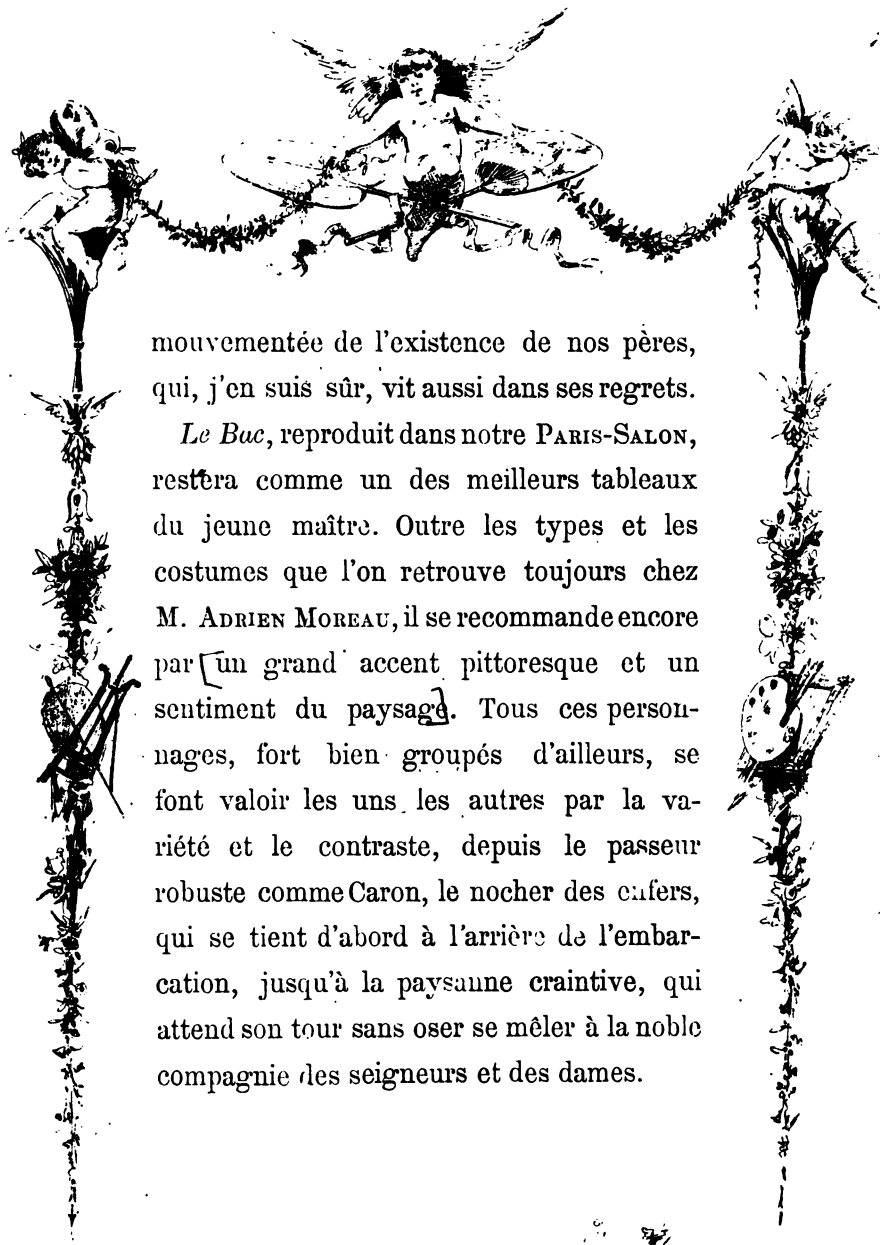 mouvementée de l'existence de nos pères,
qui, j'en suis sûr, vit aussi dans ses regrets.
Le Bac, reproduit dans notre PARIS-SALON,
restera comme un des meilleurs tableaux
du jeune maître. Outre les types et les
costumes que l'on retrouve toujours chez
M. ADRIEN MOREAU, il se recommande encore
par [un grand accent pittoresque et un
sentiment du paysage]. Tous ces person-
nages, fort bien groupés d'ailleurs, se
font valoir les uns les autres par la va-
riété et le contraste, depuis le passeur
robuste comme Caron, le nocher des enfers,
qui se tient d'abord à l'arrière de l'embar-
cation, jusqu'à la paysanne craintive, qui
attend son tour sans oser se mêler à la noble
compagnie des seigneurs et des dames.